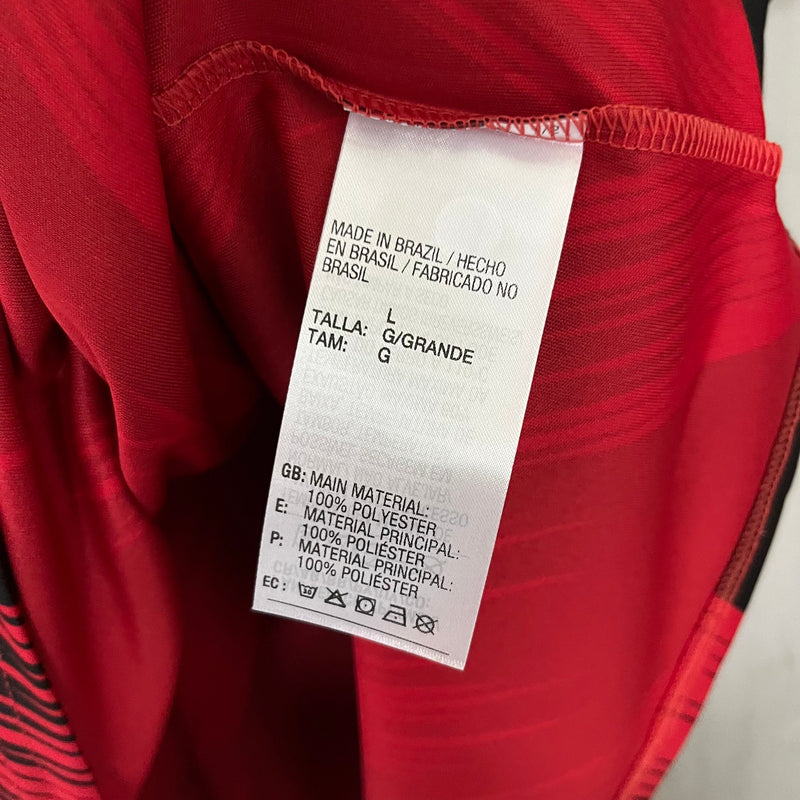 MADE IN BRAZIL / HECHO
EN BRASIL / FABRICADO NO
BRASIL
L
TALLA: G/GRANDE
TAM: G
GB: MAIN MATERIAL:
100% POLYESTER
E: MATERIAL PRINCIPAL:
100% POLIÉSTER
P: MATERIAL PRINCIPAL:
100% POLIÉSTER
EC: